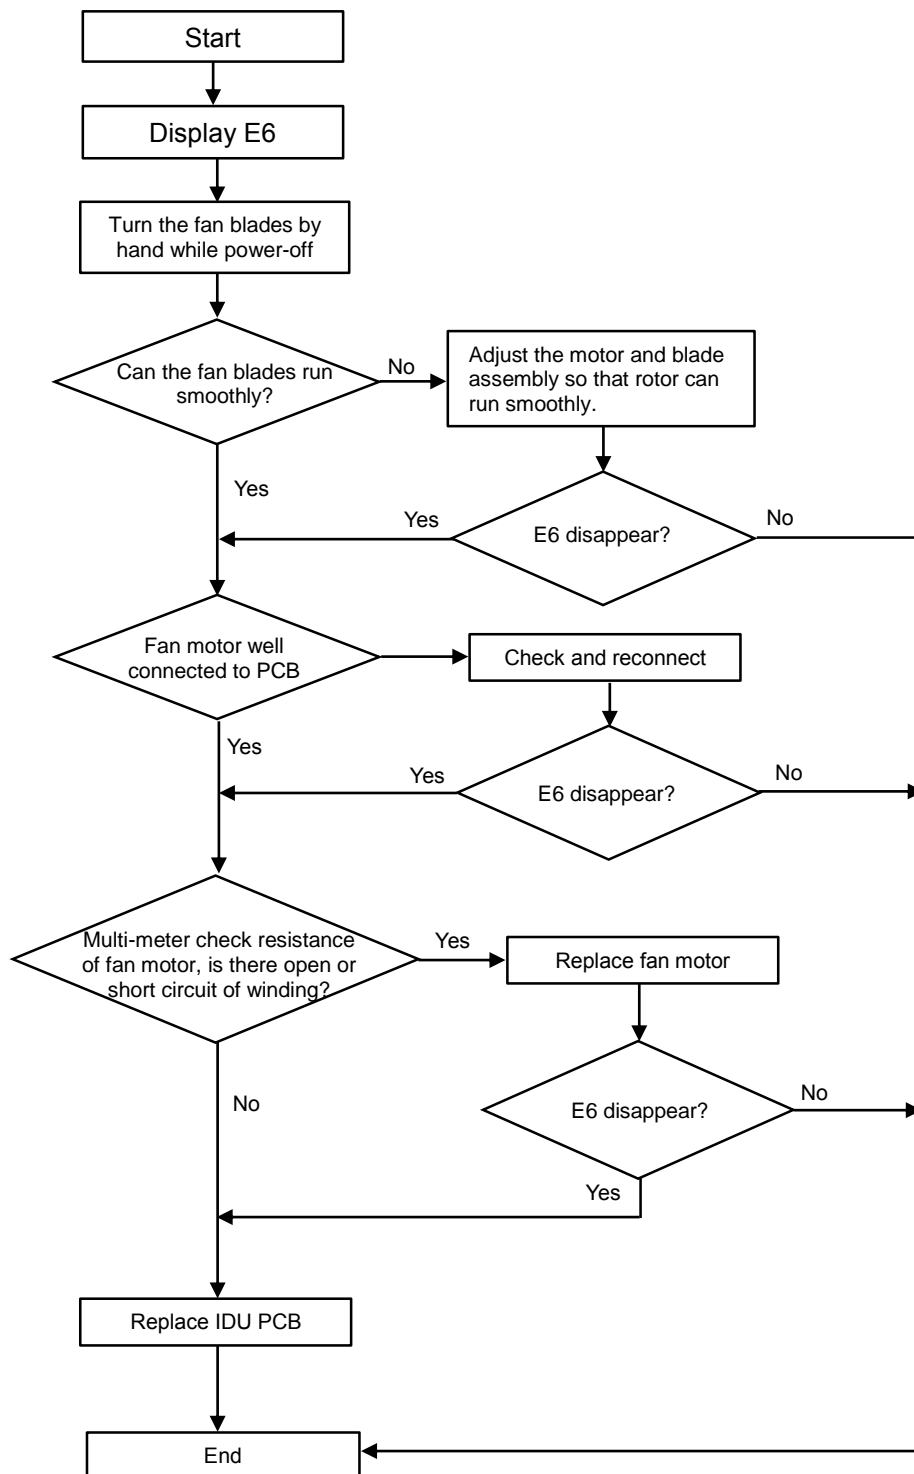 Start
Display E6
Turn the fan blades by
hand while power-off
Can the fan blades run
smoothly?
No
Adjust the motor and blade
assembly so that rotor can
run smoothly.
Yes
Yes
E6 disappear?
No
Fan motor well
connected to PCB
Check and reconnect
Yes
Yes
E6 disappear?
No
Multi-meter check resistance
of fan motor, is there open or
short circuit of winding?
Yes
Replace fan motor
No
E6 disappear?
No
Yes
Replace IDU PCB
End